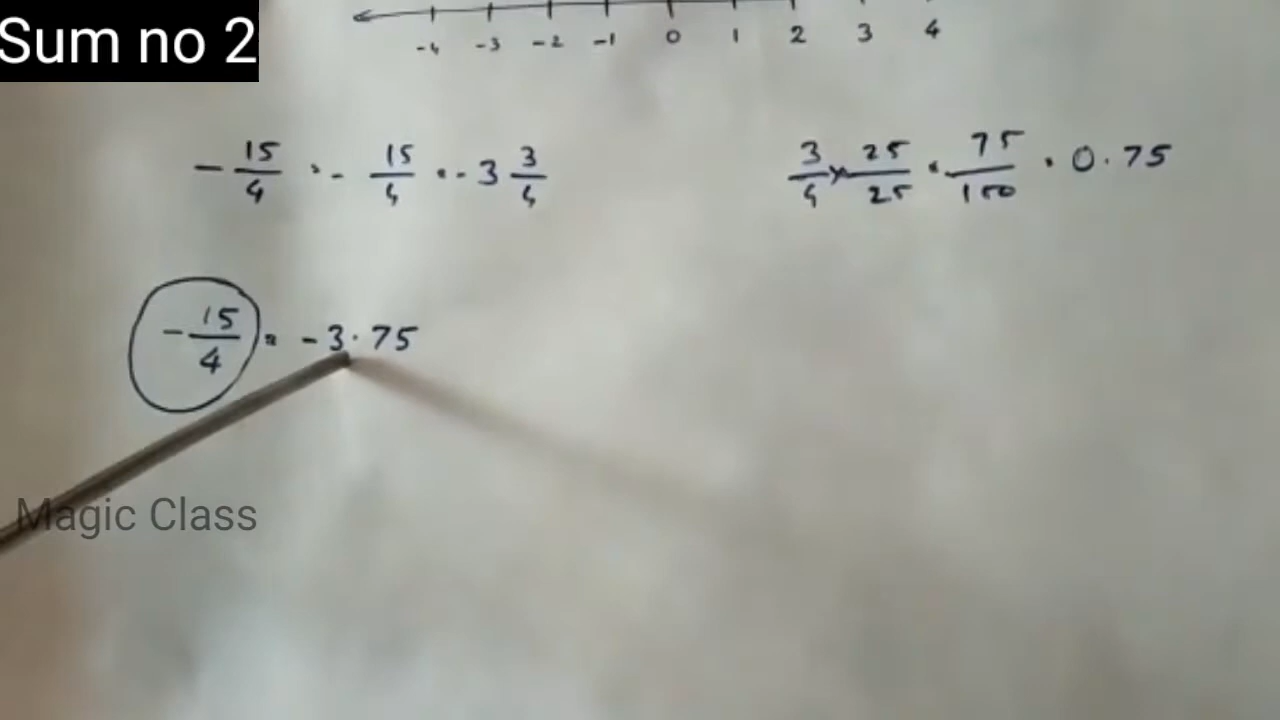 Sum no 2
-4 -3 -2 -1 0 1 2 3 4
- 15/4 = - 15/4 = -3 3/4
3/4 × 25/25 = 75/100 = 0.75
- 15/4 = -3.75
Magic Class